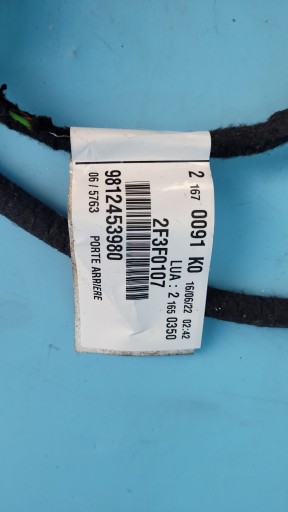 2 167 0091 K0
16/06/22 02:42
LUA : 2 165 0350
2F3F0107
9812453980
06 / 5763 PORTE ARRIERE